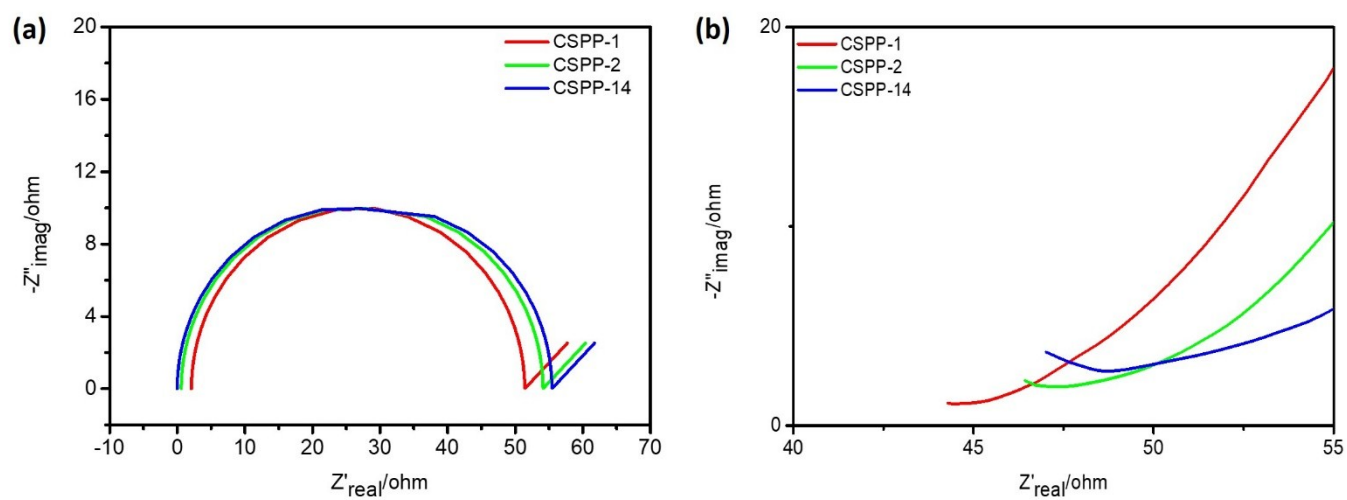 (a)
20
16
12
8
4
0
-Z"imag/ohm
CSPP-1
CSPP-2
CSPP-14
-10 0 10 20 30 40 50 60 70
Z'real/ohm
(b)
20
0
-Z"imag/ohm
CSPP-1
CSPP-2
CSPP-14
40 45 50 55
Z'real/ohm